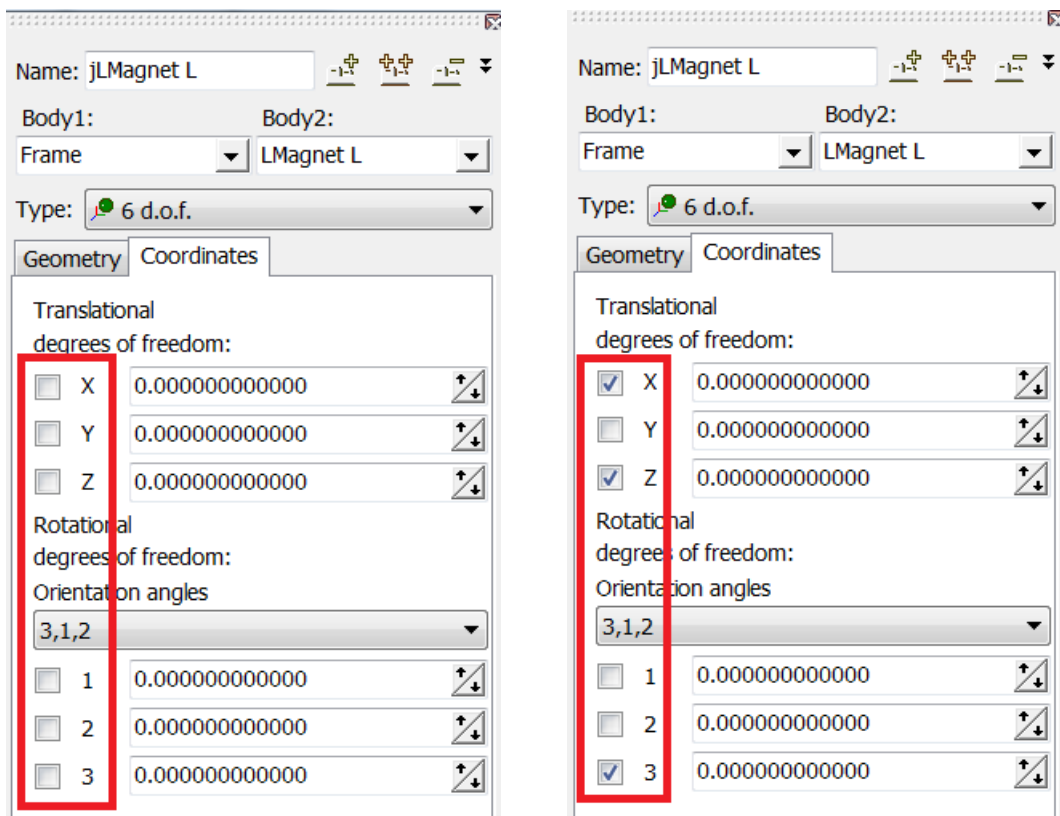 Name: jLMagnet L
Body1: Body2:
Frame LMagnet L
Type: 6 d.o.f.
Geometry Coordinates
Translational
degrees of freedom:
X 0.000000000000
Y 0.000000000000
Z 0.000000000000
Rotational
degrees of freedom:
Orientation angles
3,1,2
1 0.000000000000
2 0.000000000000
3 0.000000000000
Name: jLMagnet L
Body1: Body2:
Frame LMagnet L
Type: 6 d.o.f.
Geometry Coordinates
Translational
degrees of freedom:
X 0.000000000000
Y 0.000000000000
Z 0.000000000000
Rotational
degrees of freedom:
Orientation angles
3,1,2
1 0.000000000000
2 0.000000000000
3 0.000000000000